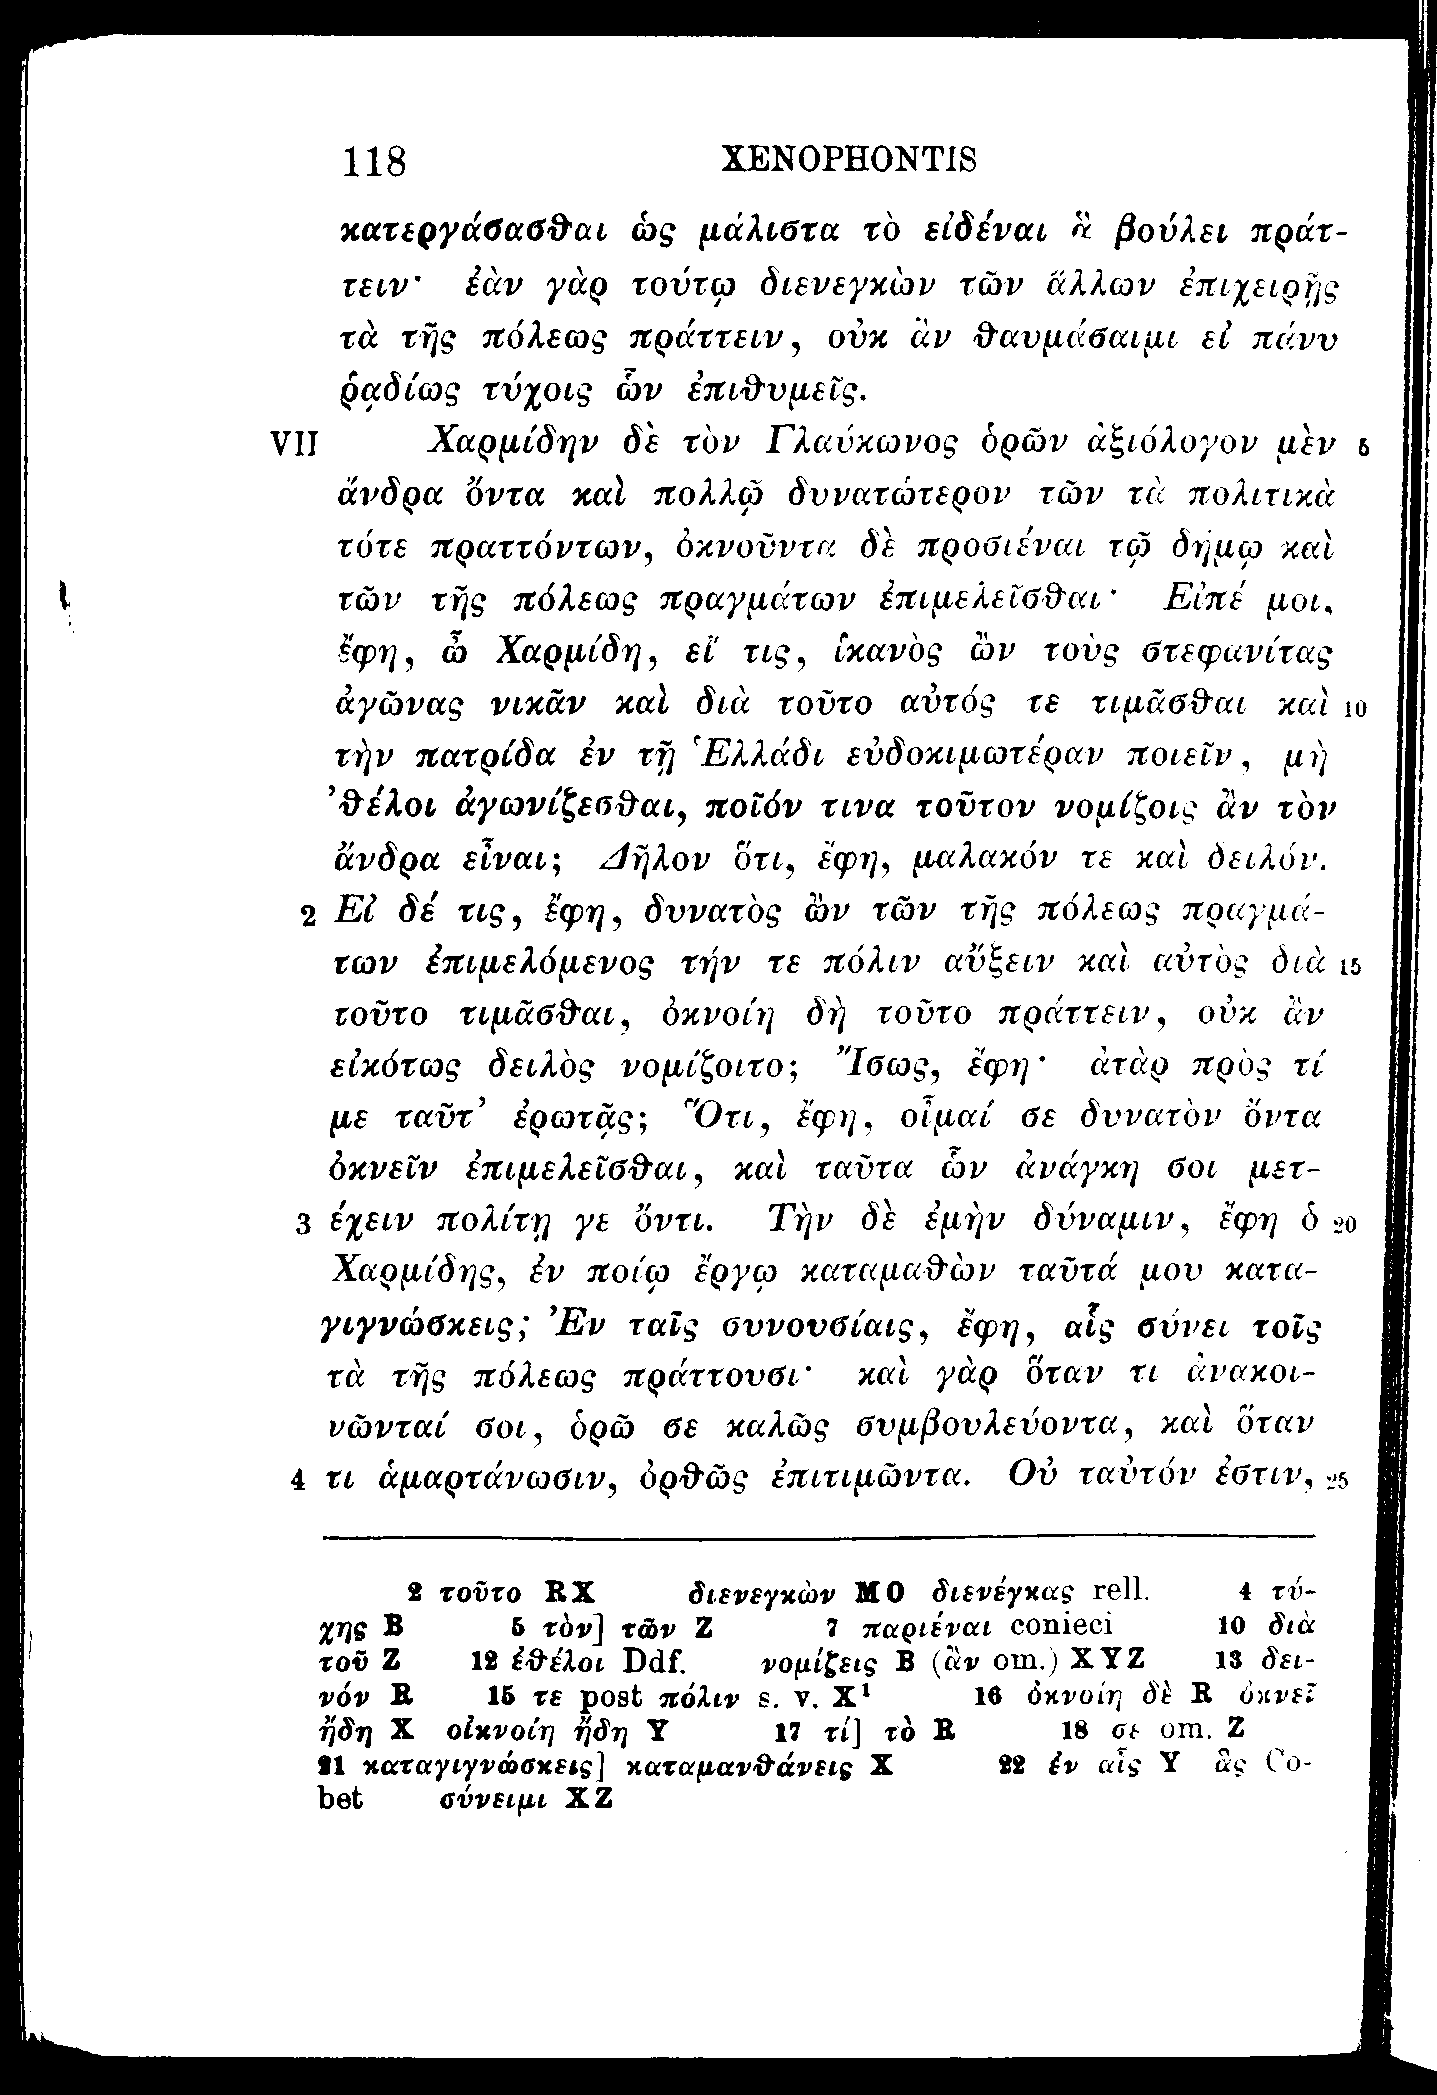 118 XENOPHONTIS
κατεργάσασθαι ὡς μάλιστα τὸ εἰδέναι ἃ βούλει πράτ-
τειν· ἐὰν γὰρ τούτῳ διενεγκὼν τῶν ἄλλων ἐπιχειρῇς
τὰ τῆς πόλεως πράττειν, οὐκ ἂν θαυμάσαιμι εἰ πάνυ
ῥᾳδίως τύχοις ὧν ἐπιθυμεῖς.
VII Χαρμίδην δὲ τὸν Γλαύκωνος ὁρῶν ἀξιόλογον μὲν 5
ἄνδρα ὄντα καὶ πολλῷ δυνατώτερον τῶν τὰ πολιτικὰ
τότε πραττόντων, ὀκνοῦντα δὲ προσιέναι τῷ δήμῳ καὶ
τῶν τῆς πόλεως πραγμάτων ἐπιμελεῖσθαι· Εἰπέ μοι,
ἔφη, ὦ Χαρμίδη, εἴ τις, ἱκανὸς ὢν τοὺς στεφανίτας
ἀγῶνας νικᾶν καὶ διὰ τοῦτο αὐτός τε τιμᾶσθαι καὶ 10
τὴν πατρίδα ἐν τῇ Ἑλλάδι εὐδοκιμωτέραν ποιεῖν, μὴ
’θέλοι ἀγωνίζεσθαι, ποῖόν τινα τοῦτον νομίζοις ἂν τὸν
ἄνδρα εἶναι; Δῆλον ὅτι, ἔφη, μαλακόν τε καὶ δειλόν.
2 Εἰ δέ τις, ἔφη, δυνατὸς ὢν τῶν τῆς πόλεως πραγμά-
των ἐπιμελόμενος τήν τε πόλιν αὔξειν καὶ αὐτὸς διὰ 15
τοῦτο τιμᾶσθαι, ὀκνοίη δὴ τοῦτο πράττειν, οὐκ ἂν
εἰκότως δειλὸς νομίζοιτο; Ἴσως, ἔφη· ἀτὰρ πρὸς τί
με ταῦτ’ ἐρωτᾷς; Ὅτι, ἔφη, οἶμαί σε δυνατὸν ὄντα
ὀκνεῖν ἐπιμελεῖσθαι, καὶ ταῦτα ὧν ἀνάγκη σοι μετ-
3 έχειν πολίτῃ γε ὄντι. Τὴν δὲ ἐμὴν δύναμιν, ἔφη ὁ 20
Χαρμίδης, ἐν ποίῳ ἔργῳ καταμαθὼν ταῦτά μου κατα-
γιγνώσκεις; Ἐν ταῖς συνουσίαις, ἔφη, αἷς σύνει τοῖς
τὰ τῆς πόλεως πράττουσι· καὶ γὰρ ὅταν τι ἀνακοι-
νῶνταί σοι, ὁρῶ σε καλῶς συμβουλεύοντα, καὶ ὅταν
4 τι ἁμαρτάνωσιν, ὀρθῶς ἐπιτιμῶντα. Οὐ ταὐτόν ἐστιν, 25
2 τοῦτο RX διενεγκὼν MO διενέγκας rell. 4 τύ-
χης B 5 τὸν] τῶν Z 7 παριέναι conieci 10 διὰ
τοῦ Z 12 ἐθέλοι Ddf. νομίζεις B (ἂν om.) XYZ 13 δει-
νόν R 15 τε post πόλιν s. v. X¹ 16 ὀκνοίη δὲ R ὀκνεῖ
ἤδη X οἰκνοίη ἤδη Y 17 τί] τὸ R 18 σε om. Z
21 καταγιγνώσκεις] καταμανθάνεις X 22 ἐν αἷς Y ἃς Co-
bet σύνειμι XZ